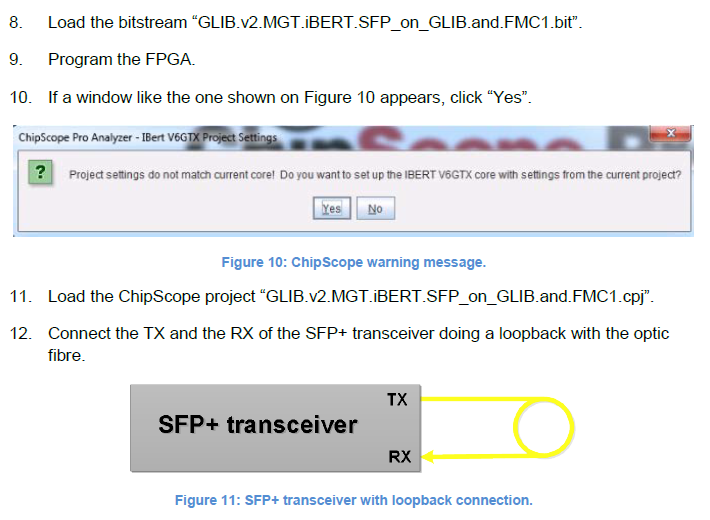 8. Load the bitstream “GLIB.v2.MGT.iBERT.SFP_on_GLIB.and.FMC1.bit”.
9. Program the FPGA.
10. If a window like the one shown on Figure 10 appears, click “Yes”.
ChipScope Pro Analyzer - IBert V6GTX Project Settings
? Project settings do not match current core! Do you want to set up the IBERT V6GTX core with settings from the current project?
Yes No
Figure 10: ChipScope warning message.
11. Load the ChipScope project “GLIB.v2.MGT.iBERT.SFP_on_GLIB.and.FMC1.cpj”.
12. Connect the TX and the RX of the SFP+ transceiver doing a loopback with the optic
fibre.
TX
SFP+ transceiver
RX
Figure 11: SFP+ transceiver with loopback connection.